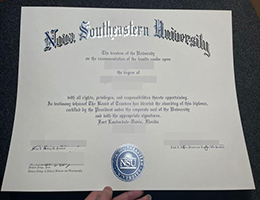 Nova Southeastern University
The trustees of the University
on the recommendation of the faculty confer upon
the degree of
with all rights, privileges, and responsibilities thereto appertaining.
In testimony whereof The Board of Trustees has directed the awarding of this diploma,
certified by the President under the corporate seal of the University
and with the appropriate signatures.
Fort Lauderdale-Davie, Florida